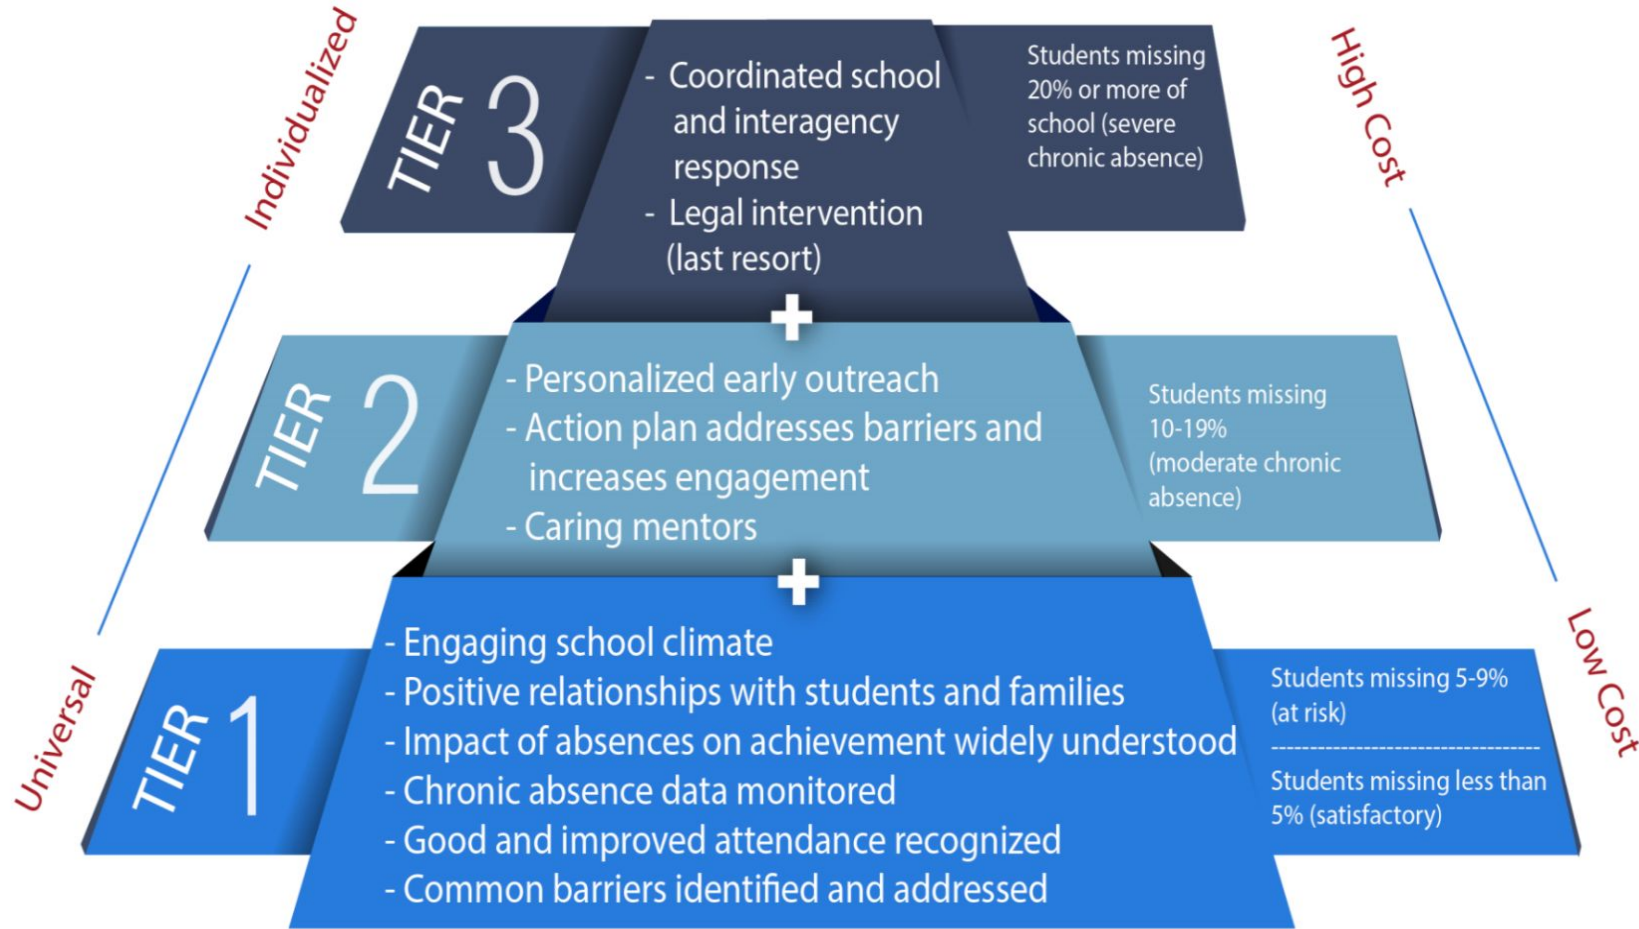 Individualized
TIER 3
- Coordinated school
and interagency
response
- Legal intervention
(last resort)
Students missing
20% or more of
school (severe
chronic absence)
High Cost
+
TIER 2
- Personalized early outreach
- Action plan addresses barriers and
increases engagement
- Caring mentors
Students missing
10-19%
(moderate chronic
absence)
+
Universal
TIER 1
- Engaging school climate
- Positive relationships with students and families
- Impact of absences on achievement widely understood
- Chronic absence data monitored
- Good and improved attendance recognized
- Common barriers identified and addressed
Students missing 5-9%
(at risk)
-----------------------------------
Students missing less than
5% (satisfactory)
Low Cost